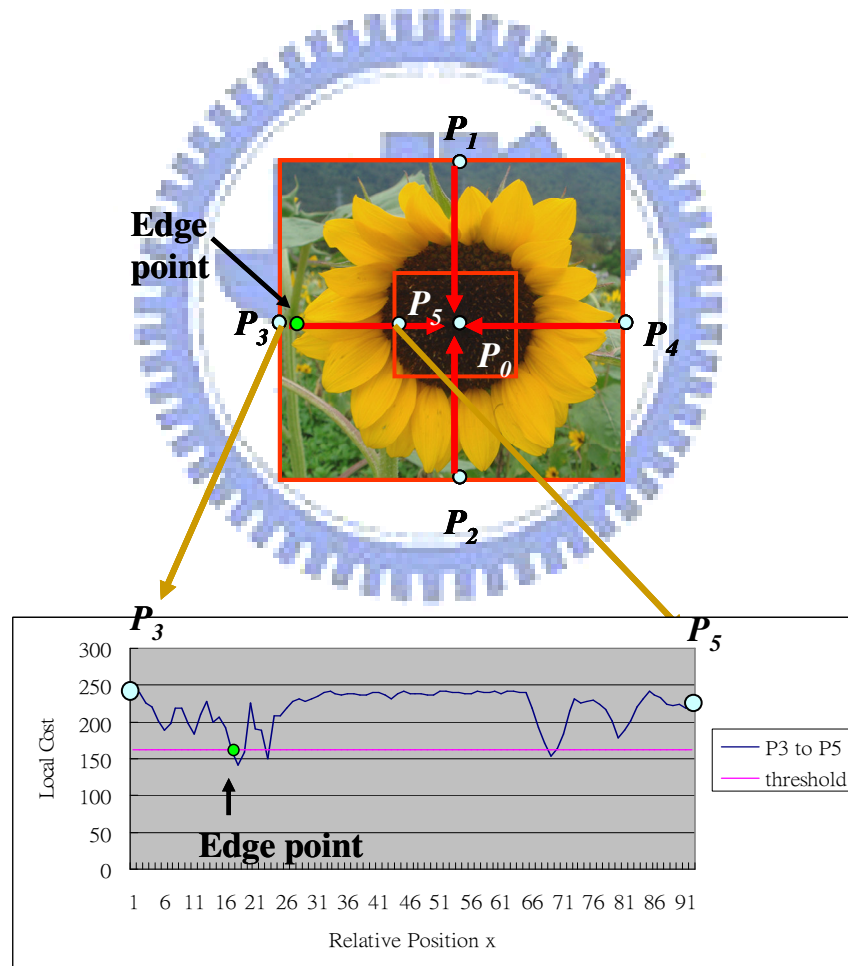 P1
Edge
point
P5
P3
P4
P0
P2
P3
P5
300
250
200
150
100
50
0
Local Cost
P3 to P5
threshold
Edge point
1 6 11 16 21 26 31 36 41 46 51 56 61 66 71 76 81 86 91
Relative Position x